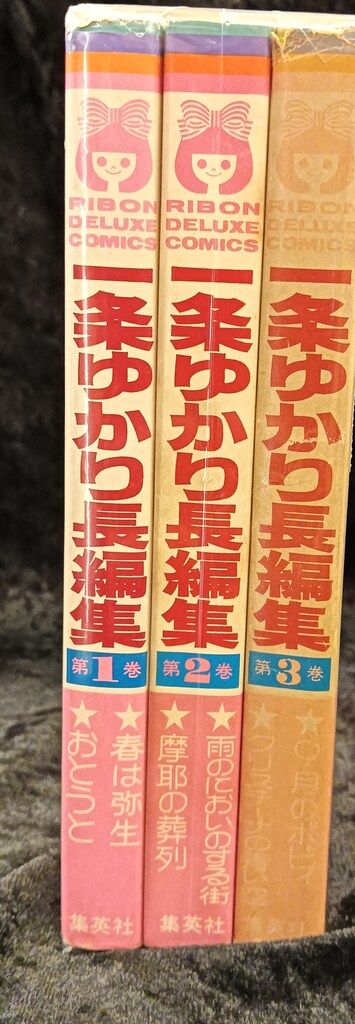 RIBON
DELUXE
COMICS
一条ゆかり長編集
第1巻
★春は弥生
★おとうと
集英社
RIBON
DELUXE
COMICS
一条ゆかり長編集
第2巻
雨のにおいのする街
★摩耶の葬列
集英社
RIBON
DELUXE
COMICS
一条ゆかり長編集
第3巻
集英社